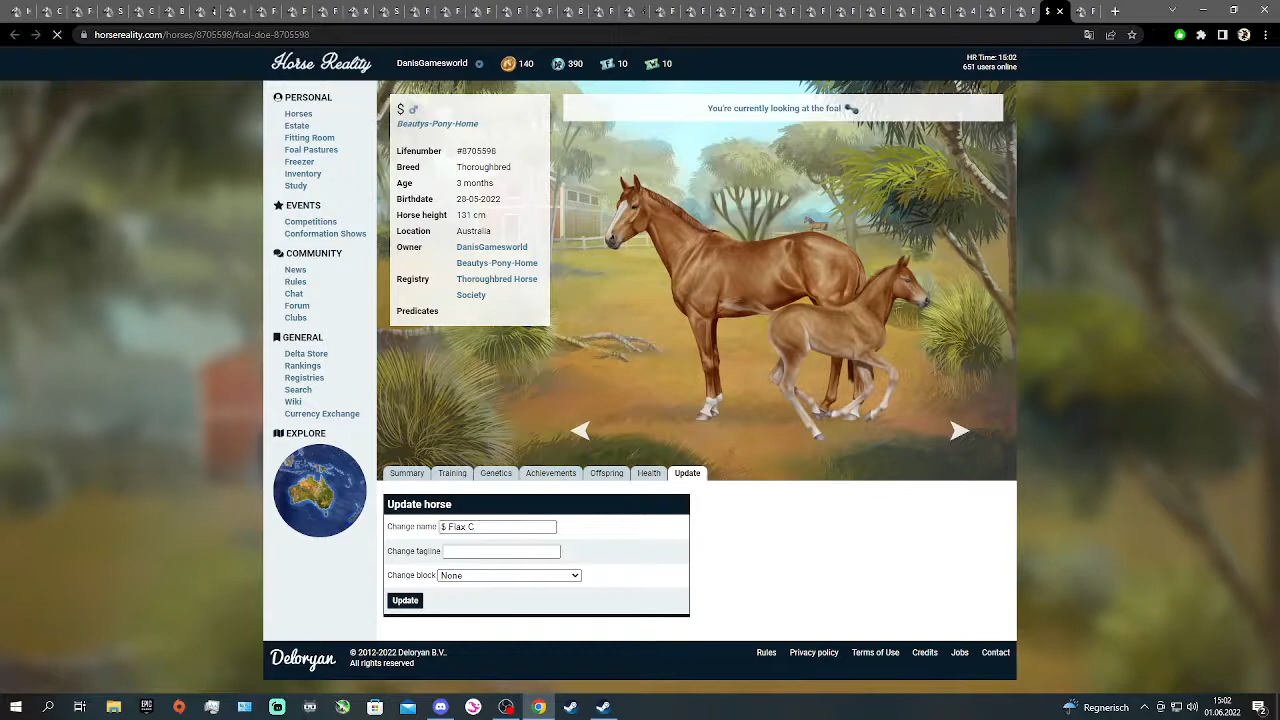 horsereality.com/horses/8705598/foal-doe-8705598
Horse Reality
DanisGamesworld
140
390
10
10
HR Time: 15:02
651 users online
PERSONAL
Horses
Estate
Fitting Room
Foal Pastures
Freezer
Inventory
Study
EVENTS
Competitions
Conformation Shows
COMMUNITY
News
Rules
Chat
Forum
Clubs
GENERAL
Delta Store
Rankings
Registries
Search
Wiki
Currency Exchange
EXPLORE
$ ♂
Beautys-Pony-Home
Lifenumber #8705598
Breed Thoroughbred
Age 3 months
Birthdate 28-05-2022
Horse height 131 cm
Location Australia
Owner DanisGamesworld
Beautys-Pony-Home
Registry Thoroughbred Horse
Society
Predicates
You're currently looking at the foal
Summary Training Genetics Achievements Offspring Health Update
Update horse
Change name $ Flax C
Change tagline
Change block None
Update
Deloryan
© 2012-2022 Deloryan B.V..
All rights reserved
Rules Privacy policy Terms of Use Credits Jobs Contact
Regnerisch
15:02
01.06.2022